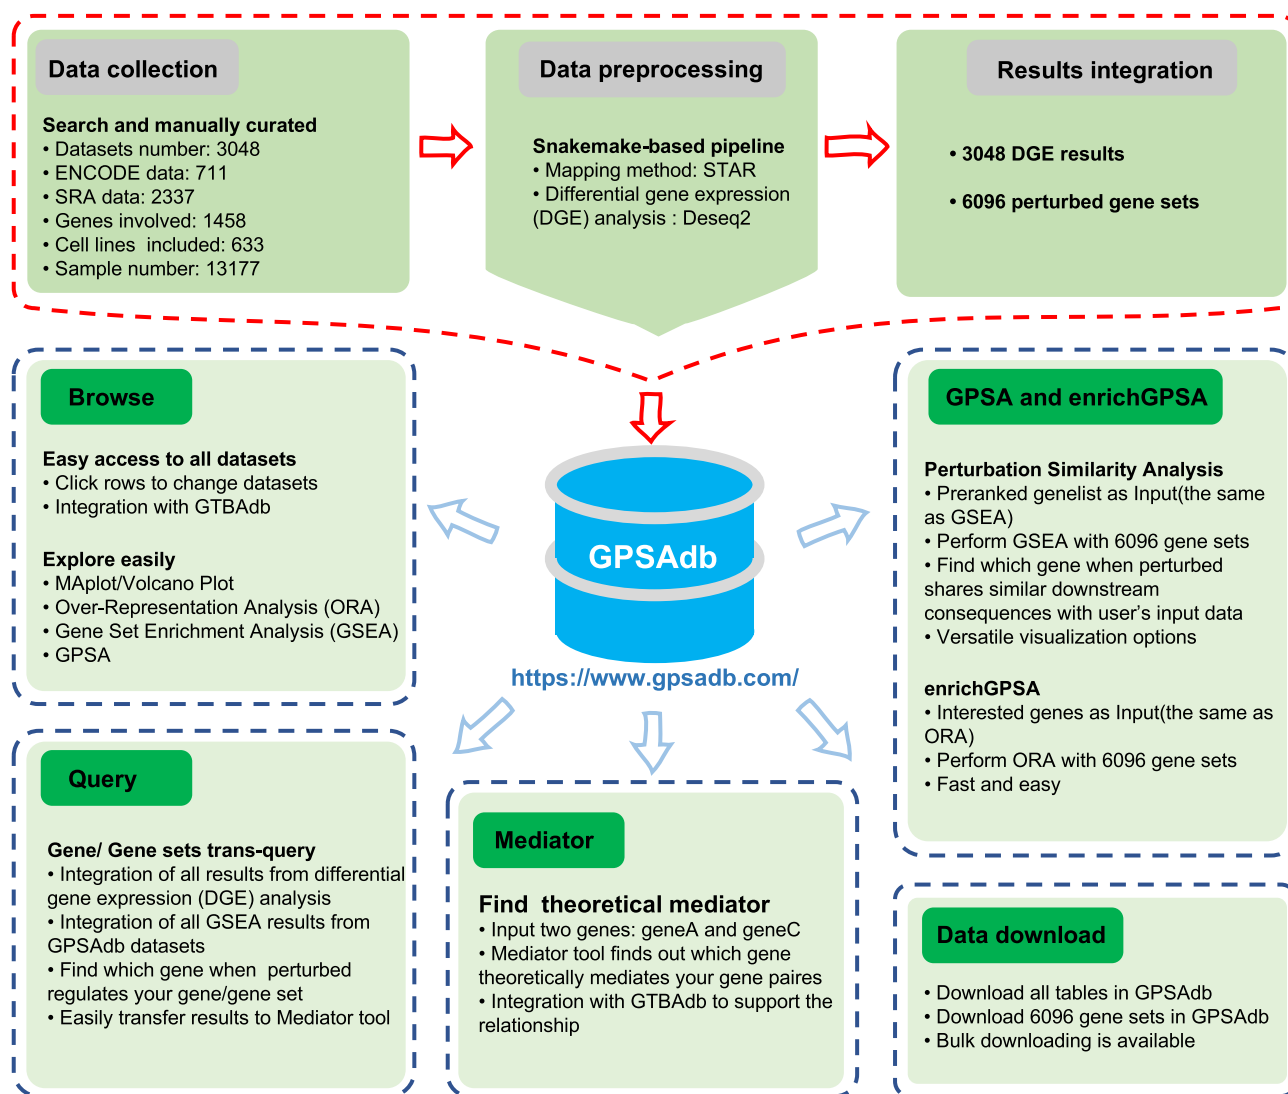 Data collection
Search and manually curated
• Datasets number: 3048
• ENCODE data: 711
• SRA data: 2337
• Genes involved: 1458
• Cell lines  included: 633
• Sample number: 13177
Data preprocessing
Snakemake-based pipeline
• Mapping method: STAR
• Differential gene expression
(DGE) analysis : Deseq2
Results integration
• 3048 DGE results
• 6096 perturbed gene sets
Browse
Easy access to all datasets
• Click rows to change datasets
• Integration with GTBAdb
Explore easily
• MAplot/Volcano Plot
• Over-Representation Analysis (ORA)
• Gene Set Enrichment Analysis (GSEA)
• GPSA
GPSAdb
https://www.gpsadb.com/
GPSA and enrichGPSA
Perturbation Similarity Analysis
• Preranked genelist as Input(the same
as GSEA)
• Perform GSEA with 6096 gene sets
• Find which gene when perturbed
shares similar downstream
consequences with user's input data
• Versatile visualization options
enrichGPSA
• Interested genes as Input(the same as
ORA)
• Perform ORA with 6096 gene sets
• Fast and easy
Query
Gene/ Gene sets trans-query
• Integration of all results from differential
gene expression (DGE) analysis
• Integration of all GSEA results from
GPSAdb datasets
• Find which gene when  perturbed
regulates your gene/gene set
• Easily transfer results to Mediator tool
Mediator
Find  theoretical mediator
• Input two genes: geneA and geneC
• Mediator tool finds out which gene
theoretically mediates your gene paires
• Integration with GTBAdb to support the
relationship
Data download
• Download all tables in GPSAdb
• Download 6096 gene sets in GPSAdb
• Bulk downloading is available